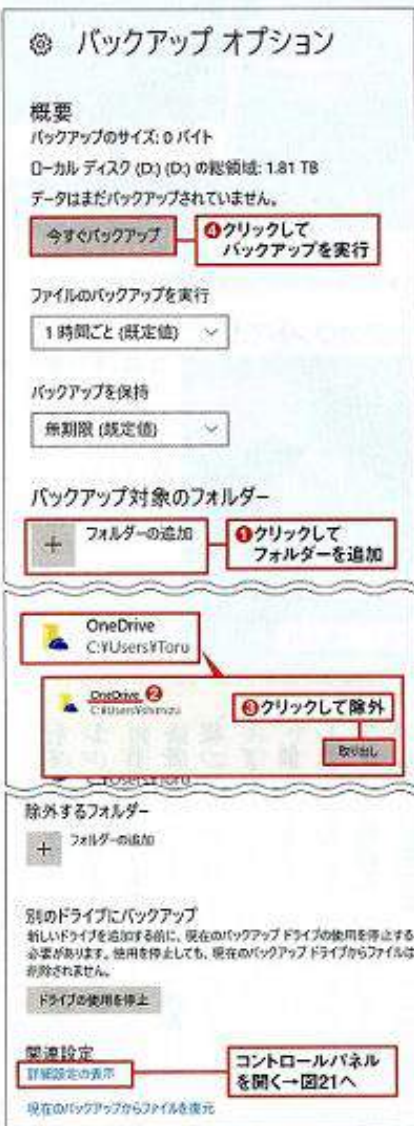 バックアップ オプション
概要
バックアップのサイズ: 0 バイト
ローカル ディスク (D:) (D:) の総領域: 1.81 TB
データはまだバックアップされていません。
今すぐバックアップ
❹クリックして
バックアップを実行
ファイルのバックアップを実行
1 時間ごと (既定値)
バックアップを保持
無期限 (既定値)
バックアップ対象のフォルダー
+ フォルダーの追加
❶クリックして
フォルダーを追加
OneDrive
C:¥Users¥Toru
OneDrive ❷
C:¥Users¥shimizu
❸クリックして除外
取り出し
C:¥Users¥Toru
除外するフォルダー
+ フォルダーの追加
別のドライブにバックアップ
新しいドライブを追加する前に、現在のバックアップ ドライブの使用を停止する
必要があります。使用を停止しても、現在のバックアップ ドライブからファイルは
削除されません。
ドライブの使用を停止
関連設定
詳細設定の表示
コントロールパネル
を開く→図21へ
現在のバックアップからファイルを復元